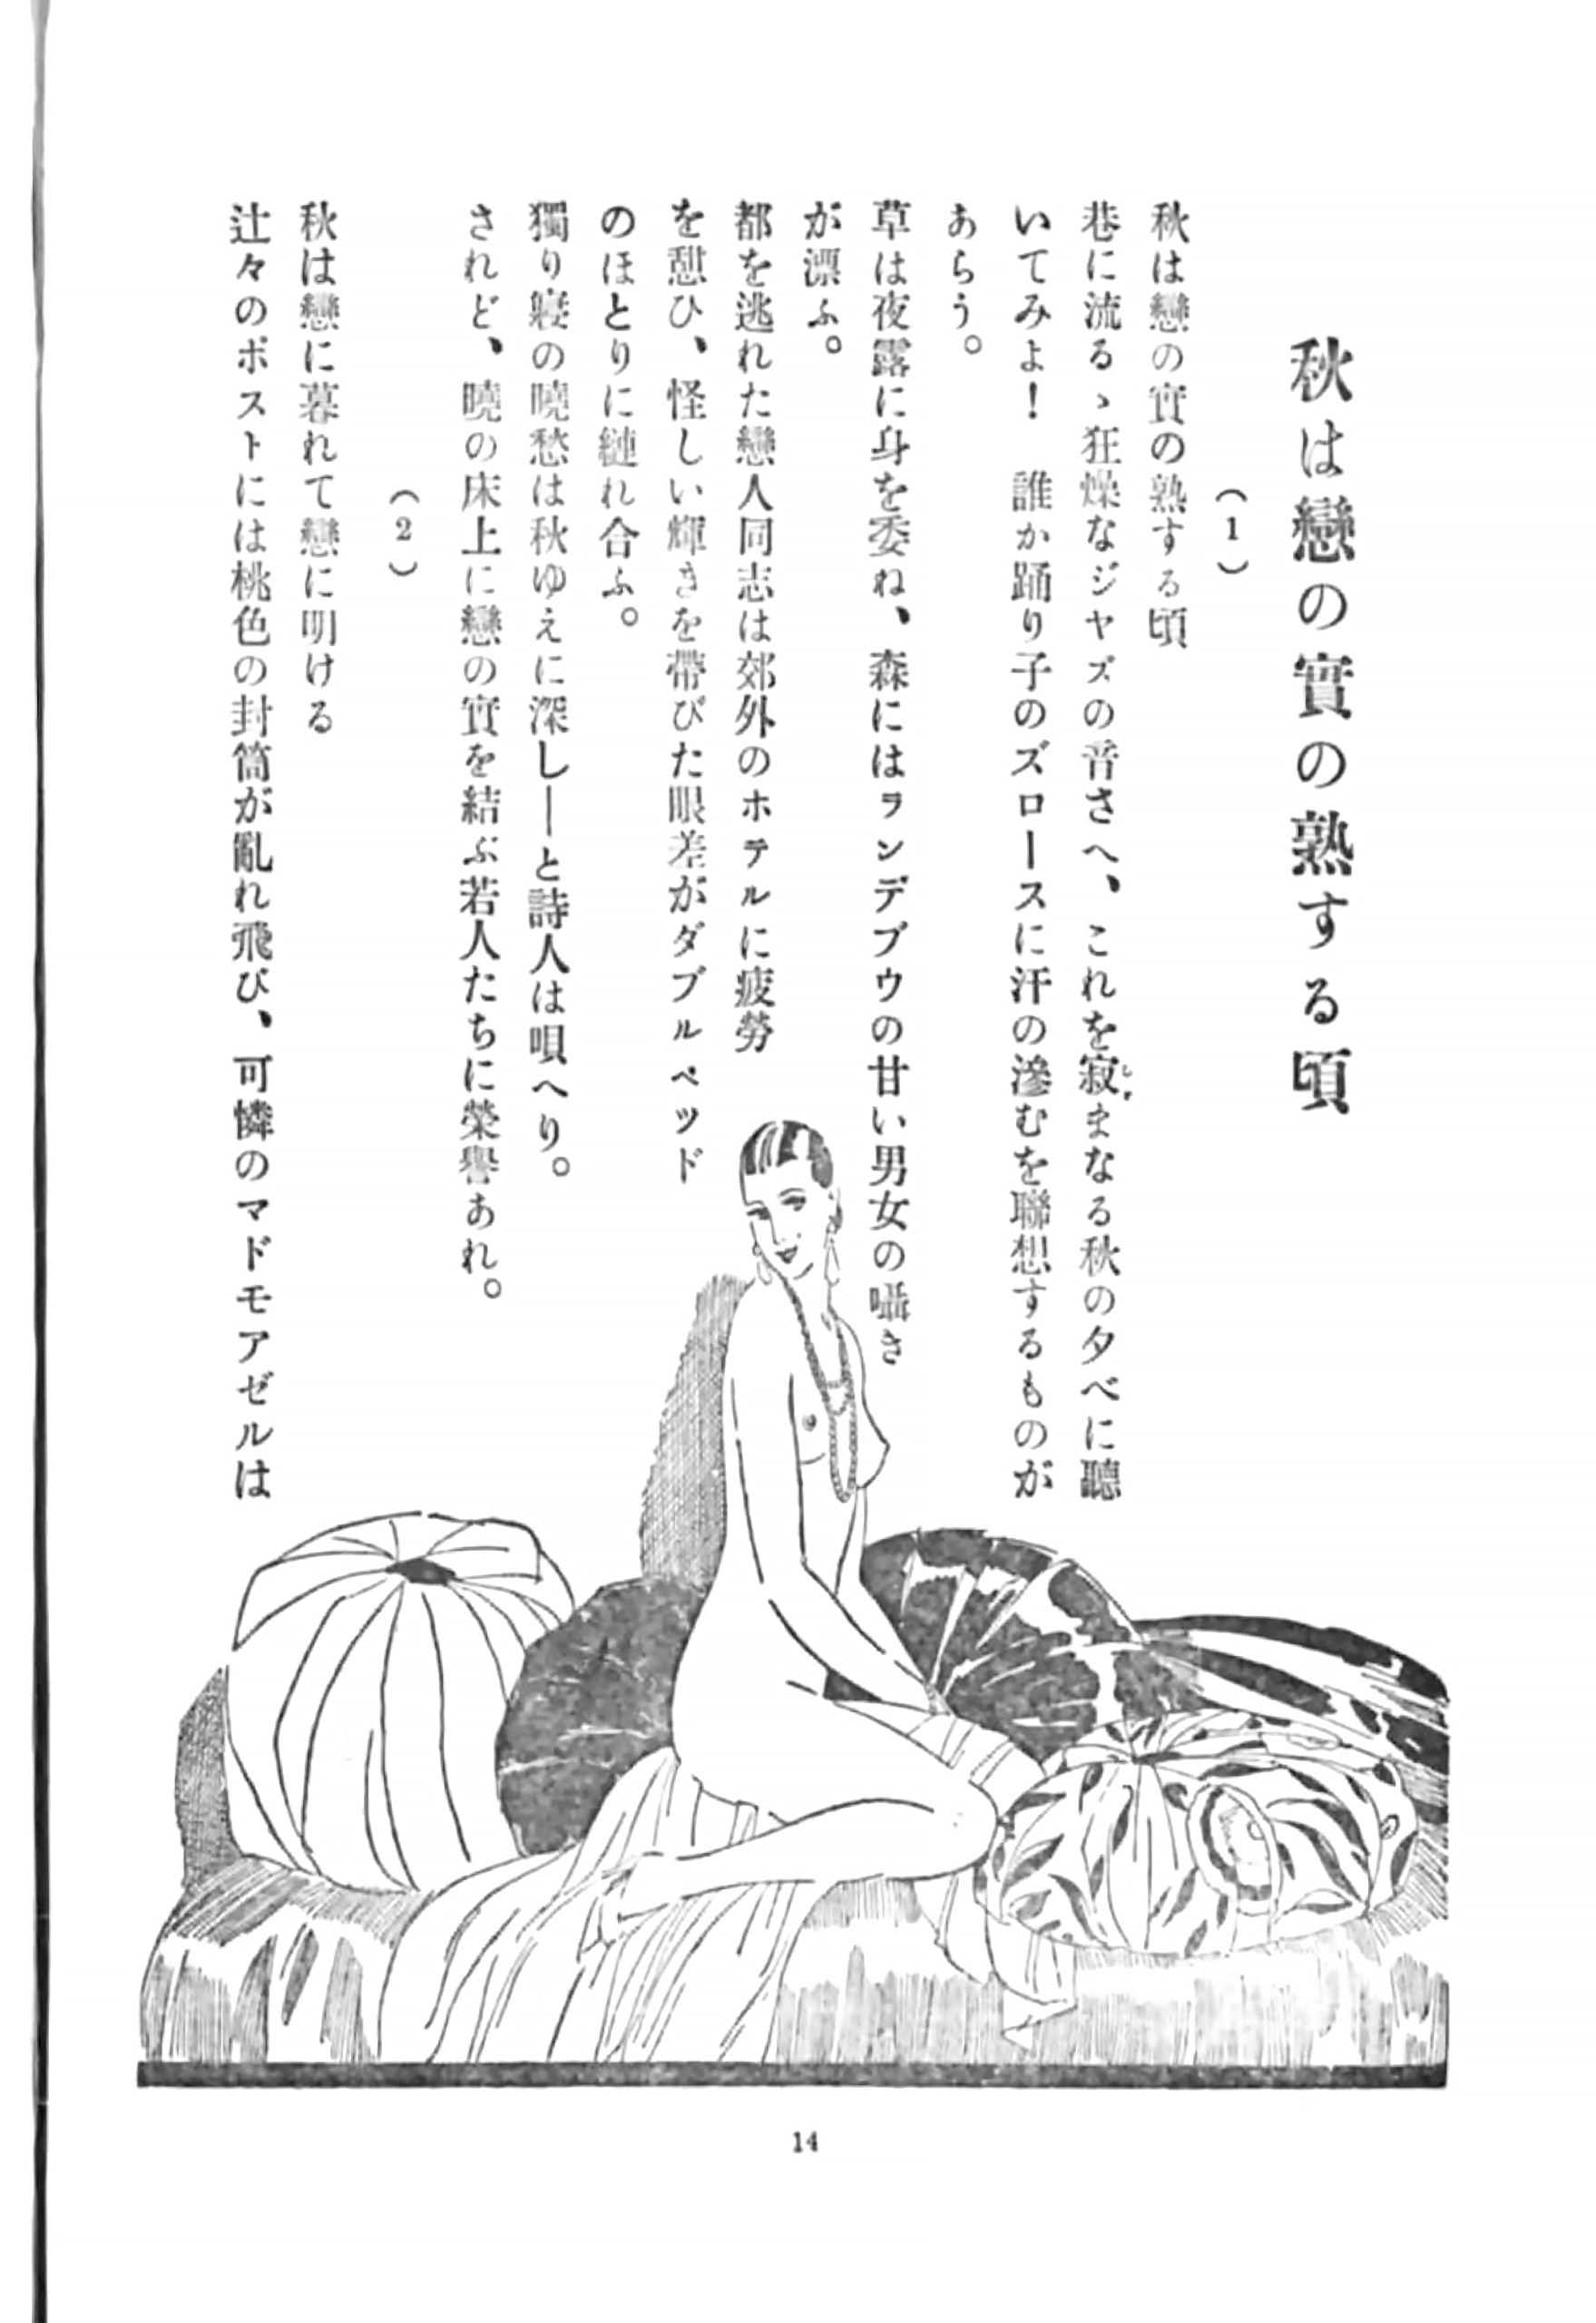 秋は戀の實の熟する頃
（1）
秋は戀の實の熟する頃
巷に流るゝ狂燥なジヤズの音さへ、これを寂まなる秋の夕べに聽
しづ
いてみよ！　誰か踊り子のズロースに汗の滲むを聯想するものが
あらう。
草は夜露に身を委ね、森にはランデブウの甘い男女の囁き
が漂ふ。
都を逃れた戀人同志は郊外のホテルに疲勞
を憇ひ、怪しい輝きを帶びた眼差がダブルベツド
のほとりに縺れ合ふ。
獨り寢の曉愁は秋ゆえに深し―と詩人は唄へり。
されど、曉の床上に戀の實を結ぶ若人たちに榮譽あれ。
（2）
秋は戀に暮れて戀に明ける
辻々のポストには桃色の封筒が亂れ飛び、可憐のマドモアゼルは
14